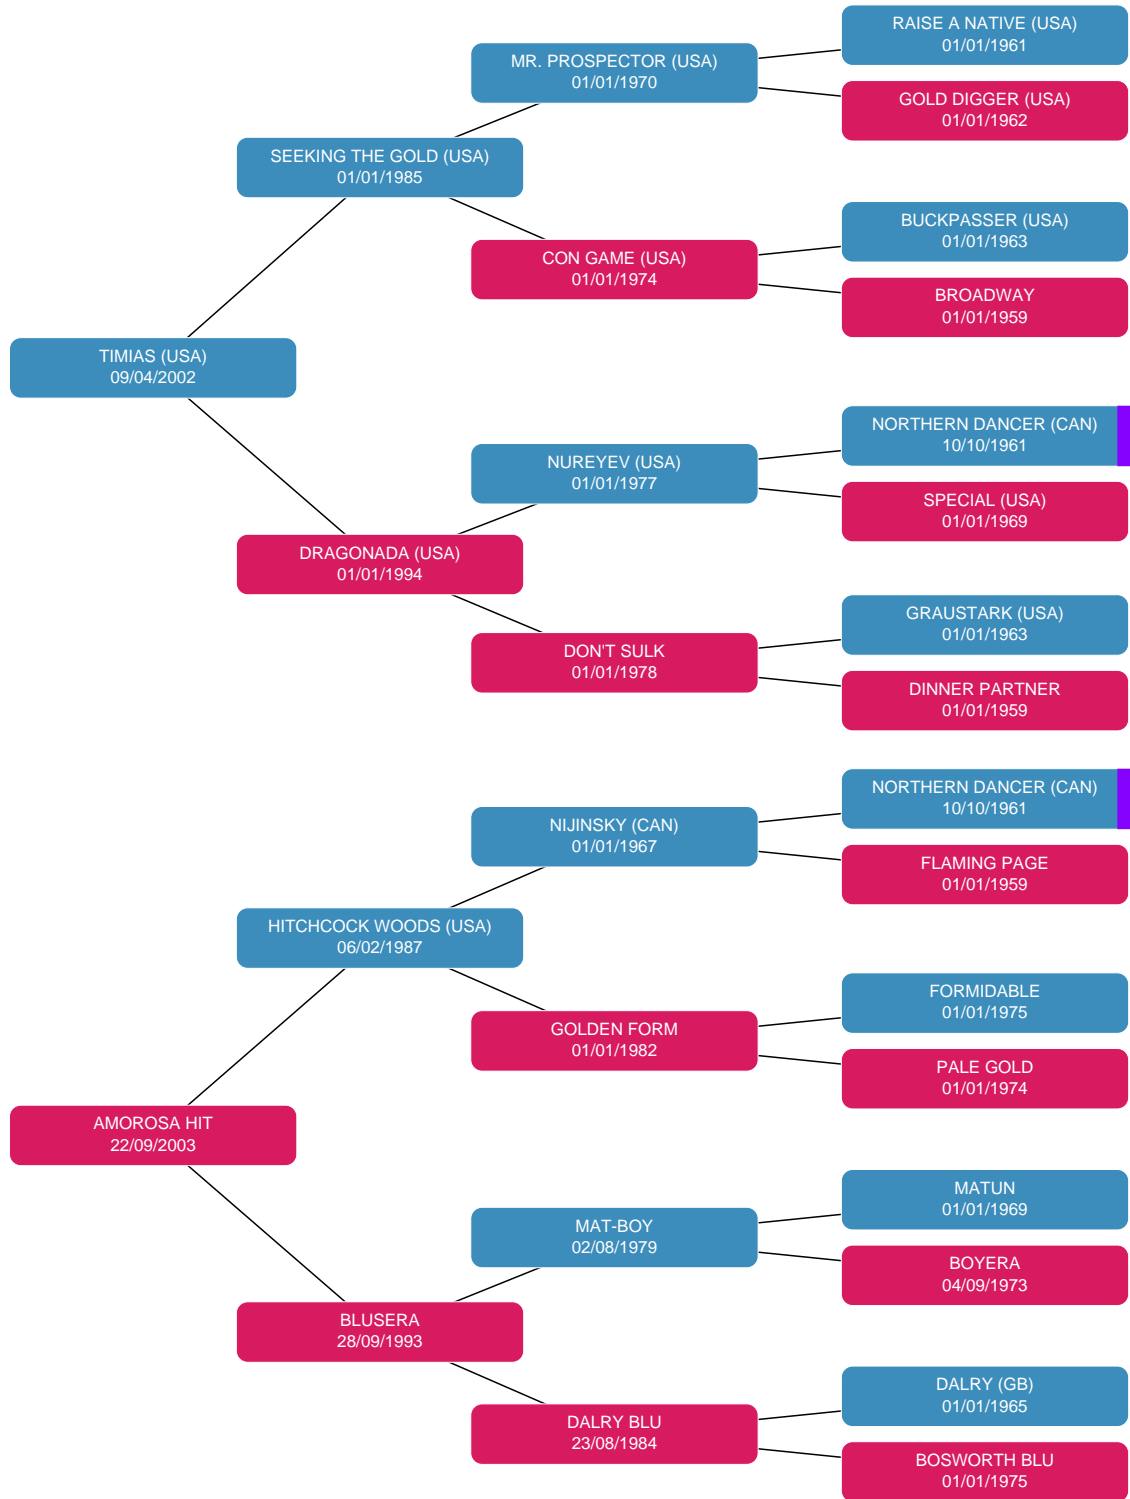 RAISE A NATIVE (USA)
01/01/1961
MR. PROSPECTOR (USA)
01/01/1970
GOLD DIGGER (USA)
01/01/1962
SEEKING THE GOLD (USA)
01/01/1985
BUCKPASSER (USA)
01/01/1963
CON GAME (USA)
01/01/1974
BROADWAY
01/01/1959
TIMIAS (USA)
09/04/2002
NORTHERN DANCER (CAN)
10/10/1961
NUREYEV (USA)
01/01/1977
SPECIAL (USA)
01/01/1969
DRAGONADA (USA)
01/01/1994
GRAUSTARK (USA)
01/01/1963
DON'T SULK
01/01/1978
DINNER PARTNER
01/01/1959
NORTHERN DANCER (CAN)
10/10/1961
NIJINSKY (CAN)
01/01/1967
FLAMING PAGE
01/01/1959
HITCHCOCK WOODS (USA)
06/02/1987
FORMIDABLE
01/01/1975
GOLDEN FORM
01/01/1982
PALE GOLD
01/01/1974
AMOROSA HIT
22/09/2003
MATUN
01/01/1969
MAT-BOY
02/08/1979
BOYERA
04/09/1973
BLUSERA
28/09/1993
DALRY (GB)
01/01/1965
DALRY BLU
23/08/1984
BOSWORTH BLU
01/01/1975